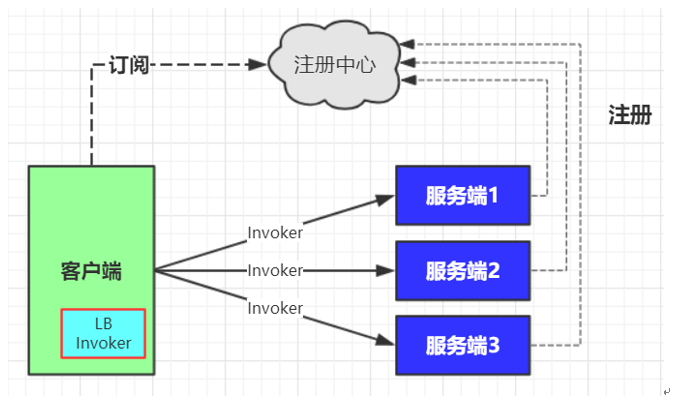 订阅
注册中心
注册
服务端1
Invoker
客户端
Invoker
服务端2
LB
Invoker
Invoker
服务端3